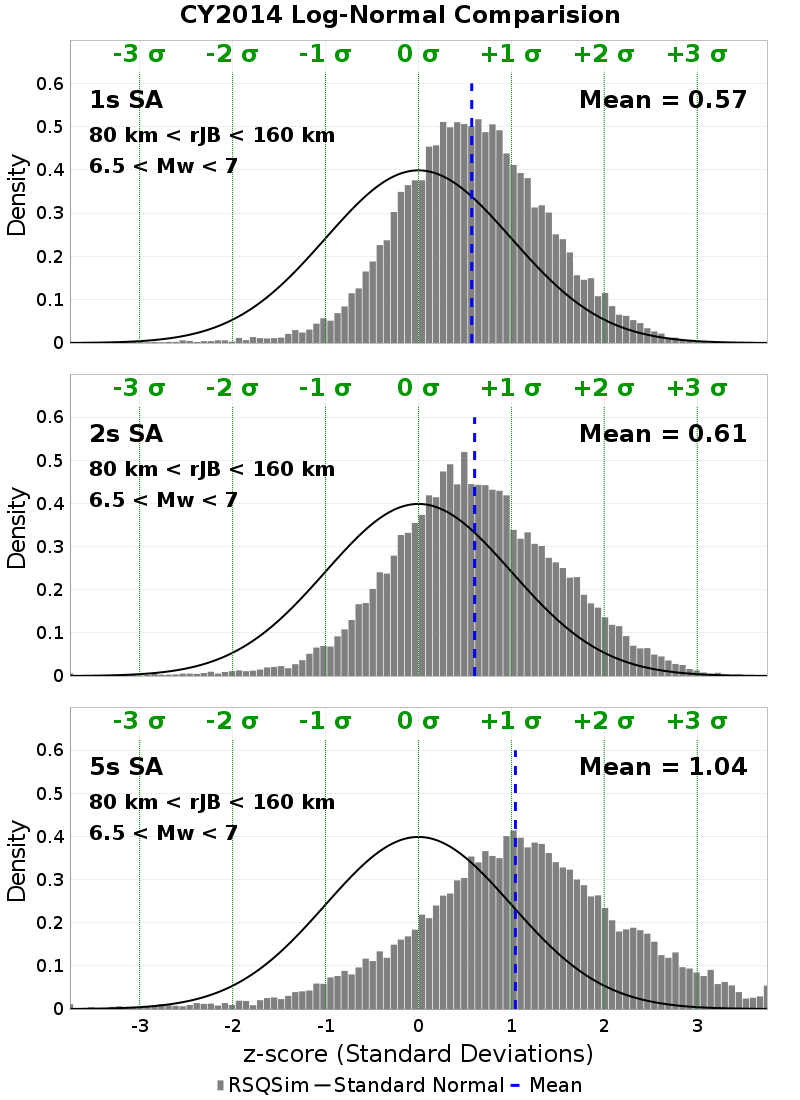 CY2014 Log-Normal Comparision
-3 σ -2 σ -1 σ 0 σ +1 σ +2 σ +3 σ
0.6
1s SA Mean = 0.57
0.5
80 km < rJB < 160 km
6.5 < Mw < 7
0.4
Density
0.3
0.2
0.1
0
-3 σ -2 σ -1 σ 0 σ +1 σ +2 σ +3 σ
0.6
2s SA Mean = 0.61
0.5
80 km < rJB < 160 km
6.5 < Mw < 7
0.4
Density
0.3
0.2
0.1
0
-3 σ -2 σ -1 σ 0 σ +1 σ +2 σ +3 σ
0.6
5s SA Mean = 1.04
0.5
80 km < rJB < 160 km
6.5 < Mw < 7
0.4
Density
0.3
0.2
0.1
0
-3 -2 -1 0 1 2 3
z-score (Standard Deviations)
RSQSim Standard Normal Mean